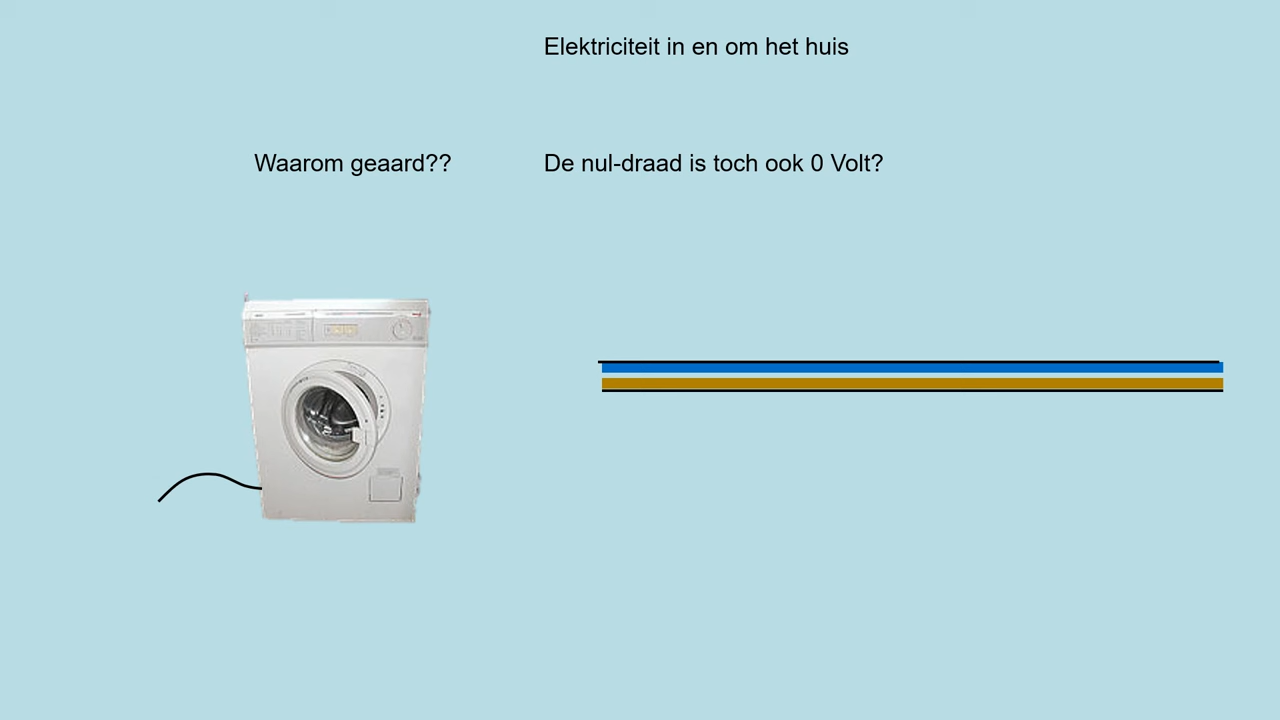 Elektriciteit in en om het huis
Waarom geaard??
De nul-draad is toch ook 0 Volt?